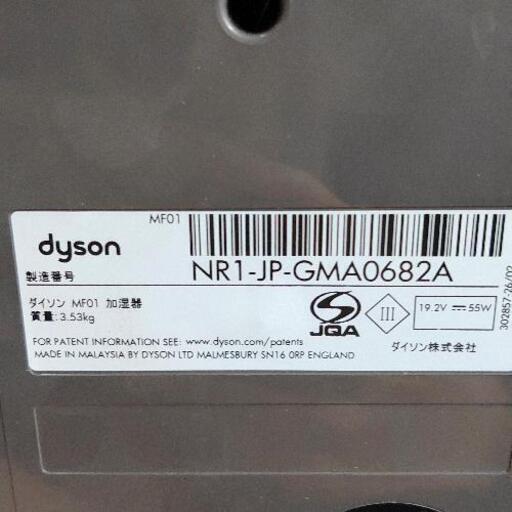 MF01
dyson
製造番号
NR1-JP-GMA0682A
ダイソン MF01 加湿器
質量: 3.53kg
JQA
III
19.2V ⎓ 55W
302857-26/02
FOR PATENT INFORMATION SEE: www.dyson.com/patents
MADE IN MALAYSIA BY DYSON LTD MALMESBURY SN16 0RP ENGLAND
ダイソン株式会社